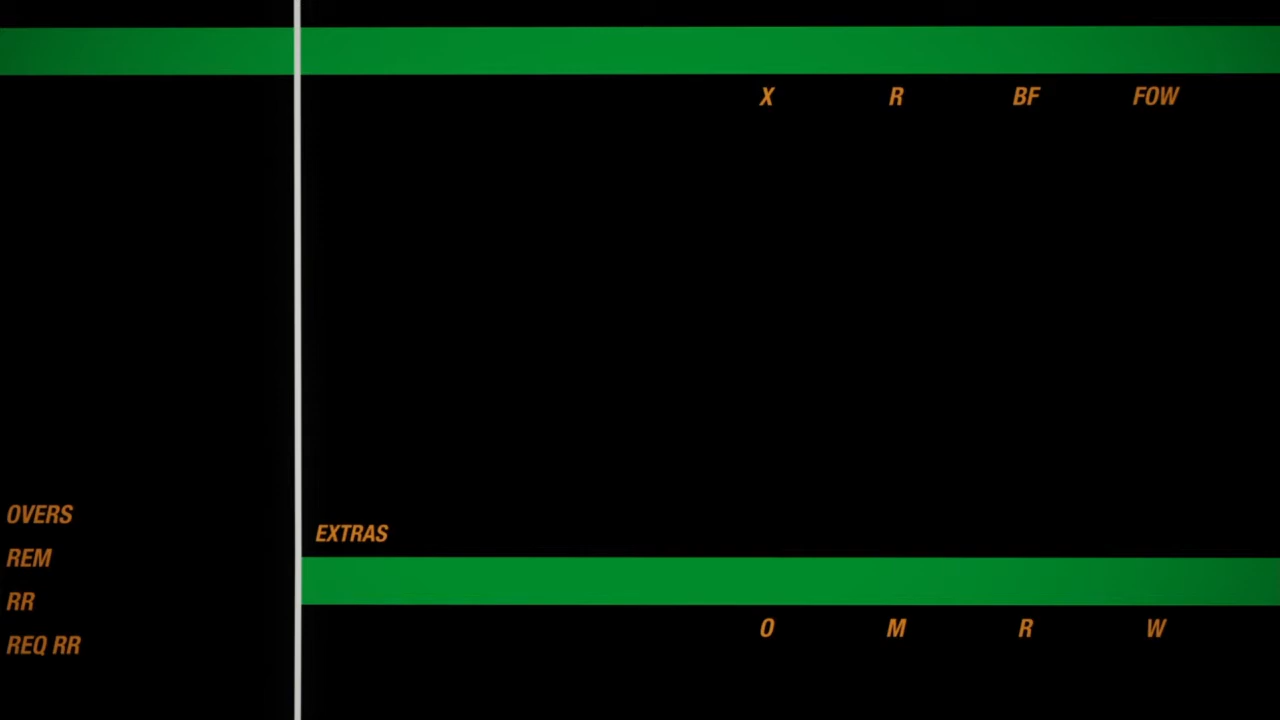 X R BF FOW
OVERS
REM
RR
REQ RR
EXTRAS
O M R W